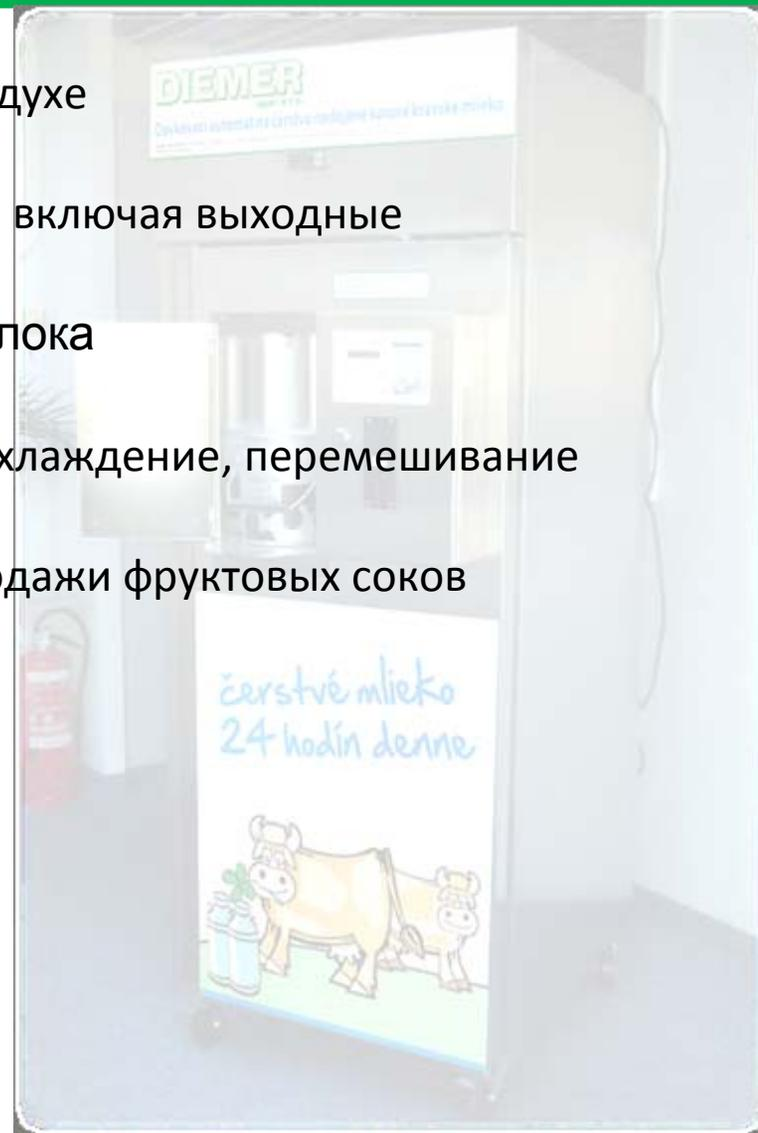 DIEMER
духе
включая выходные
лока
хлаждение, перемешивание
одажи фруктовых соков
čerstvé mlieko
24 hodín denne